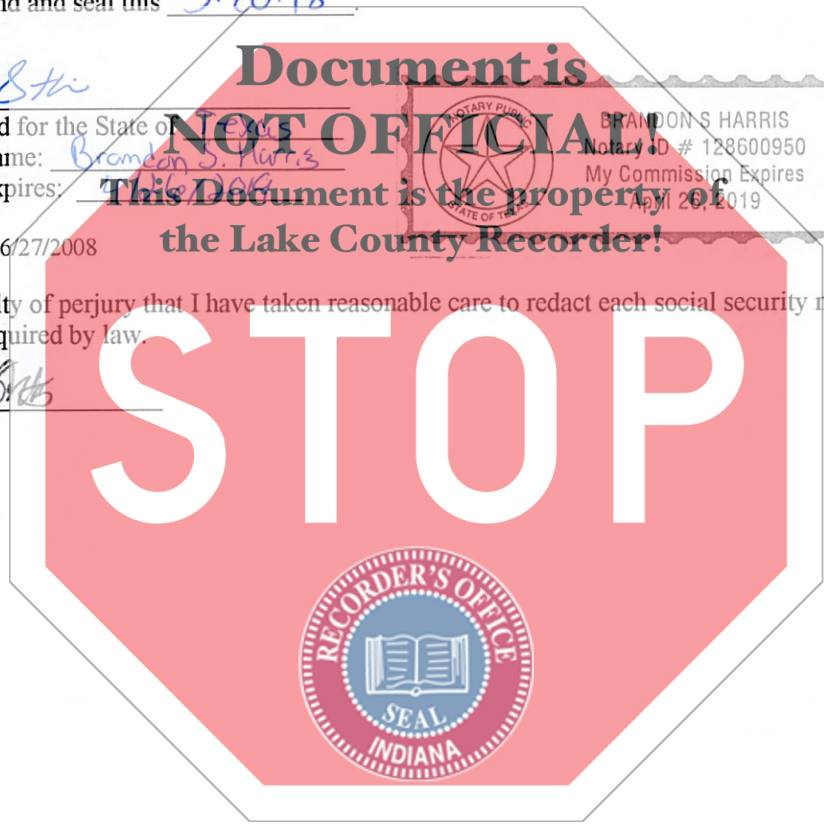 nd and seal this
Document is
NOT OFFICIAL!
d for the State of Texas
ame: Brandon S. Harris
xpires:
This Document is the property of
the Lake County Recorder!
NOTARY PUBLIC
STATE OF TEXAS
BRANDON S HARRIS
Notary ID # 128600950
My Commission Expires
April 26, 2019
6/27/2008
lty of perjury that I have taken reasonable care to redact each social security
quired by law.
STOP
RECORDER'S OFFICE
SEAL
INDIANA